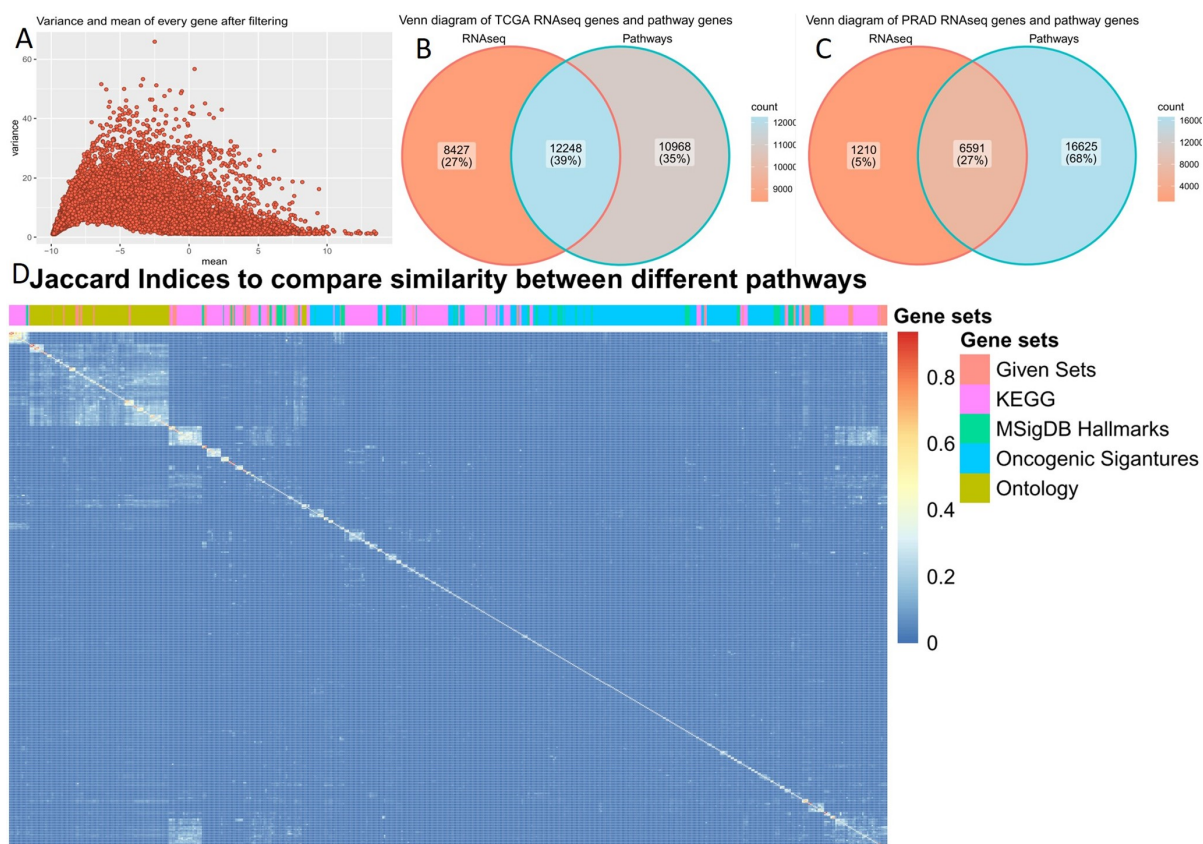 A
Variance and mean of every gene after filtering
variance
60
40
20
0
-10
-5
0
5
10
mean
B
Venn diagram of TCGA RNAseq genes and pathway genes
RNAseq
Pathways
8427
(27%)
12248
(39%)
10968
(35%)
count
12000
11000
10000
9000
C
Venn diagram of PRAD RNAseq genes and pathway genes
RNAseq
Pathways
1210
(5%)
6591
(27%)
16625
(68%)
count
16000
12000
8000
4000
D
Jaccard Indices to compare similarity between different pathways
Gene sets
0.8
0.6
0.4
0.2
0
Gene sets
Given Sets
KEGG
MSigDB Hallmarks
Oncogenic Sigantures
Ontology